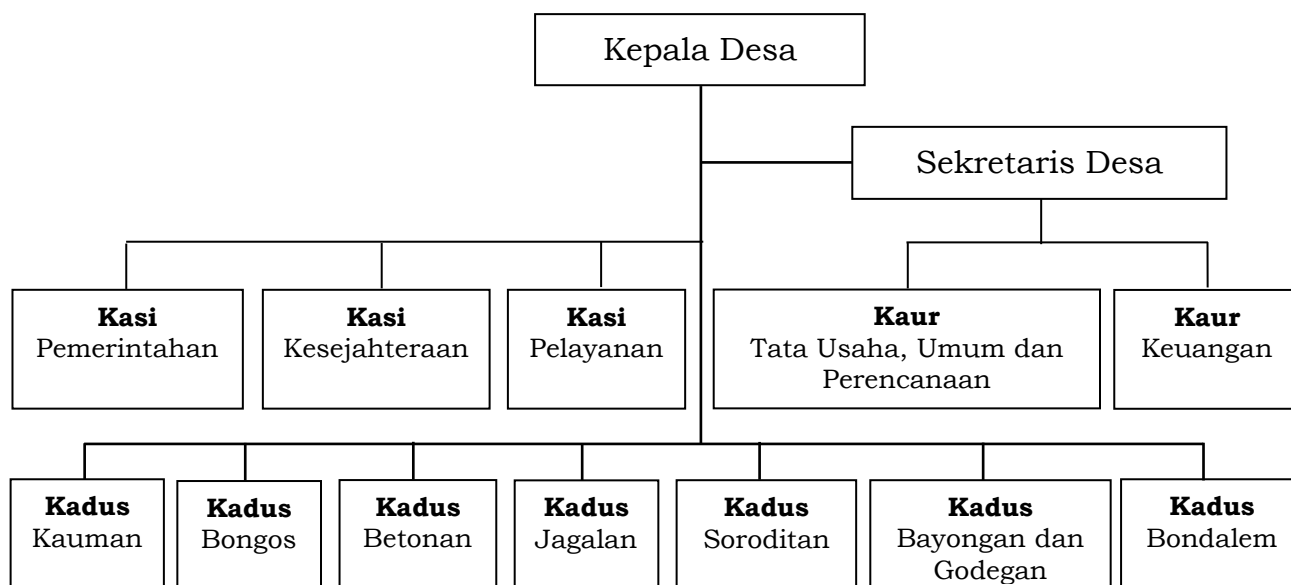 Kepala Desa
Sekretaris Desa
Kasi
Pemerintahan
Kasi
Kesejahteraan
Kasi
Pelayanan
Kaur
Tata Usaha, Umum dan
Perencanaan
Kaur
Keuangan
Kadus
Kauman
Kadus
Bongos
Kadus
Betonan
Kadus
Jagalan
Kadus
Soroditan
Kadus
Bayongan dan
Godegan
Kadus
Bondalem